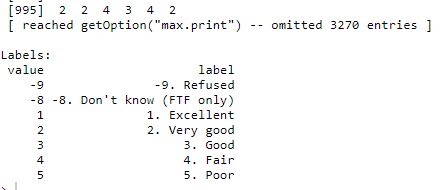 [995]  2  2  4  3  4  2
[ reached getOption("max.print") -- omitted 3270 entries ]
Labels:
value label
-9 -9. Refused
-8 -8. Don't know (FTF only)
1 1. Excellent
2 2. Very good
3 3. Good
4 4. Fair
5 5. Poor